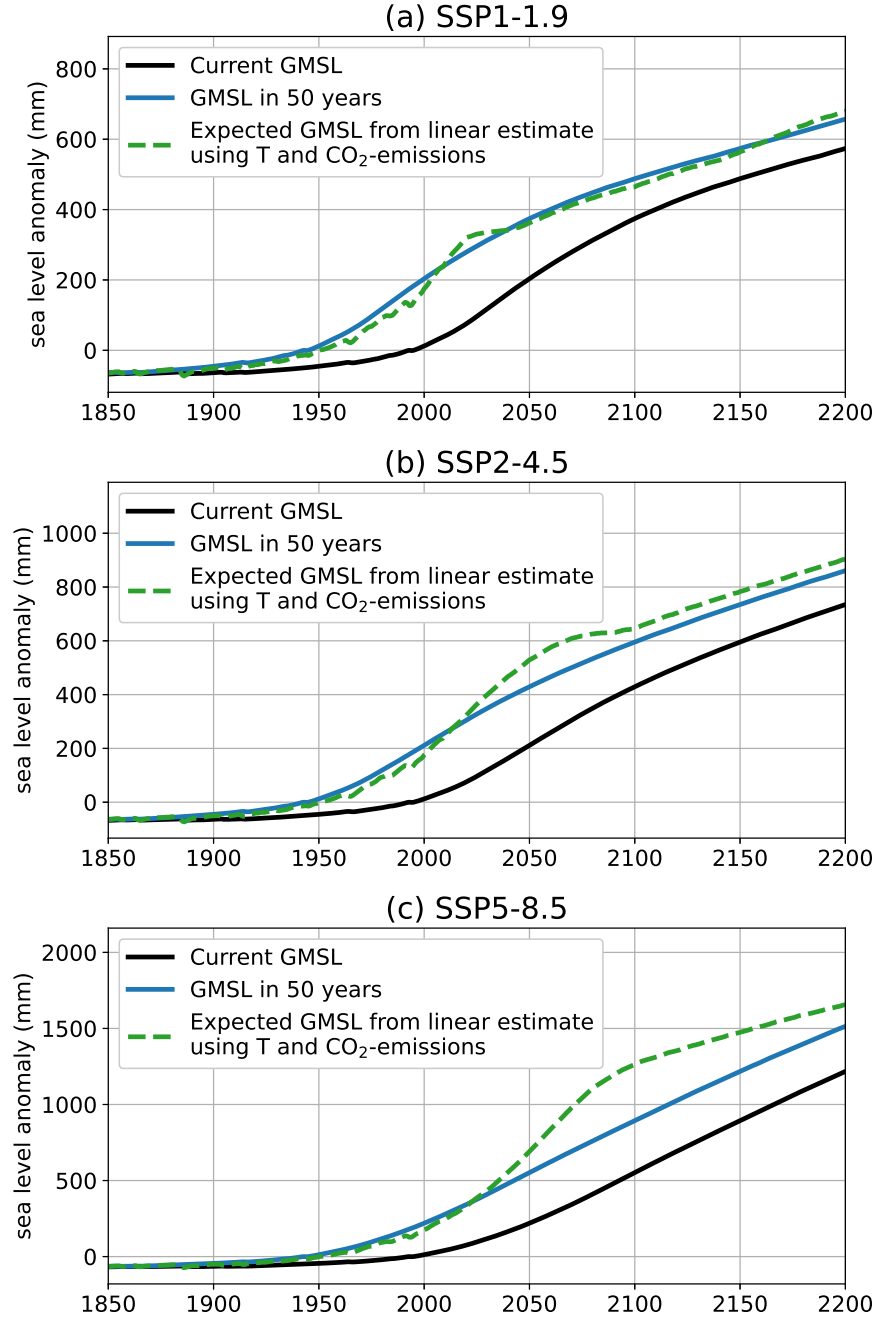 (a) SSP1-1.9
sea level anomaly (mm)
800
600
400
200
0
Current GMSL
GMSL in 50 years
Expected GMSL from linear estimate
using T and CO₂-emissions
1850 1900 1950 2000 2050 2100 2150 2200
(b) SSP2-4.5
sea level anomaly (mm)
1000
800
600
400
200
0
Current GMSL
GMSL in 50 years
Expected GMSL from linear estimate
using T and CO₂-emissions
1850 1900 1950 2000 2050 2100 2150 2200
(c) SSP5-8.5
sea level anomaly (mm)
2000
1500
1000
500
0
Current GMSL
GMSL in 50 years
Expected GMSL from linear estimate
using T and CO₂-emissions
1850 1900 1950 2000 2050 2100 2150 2200